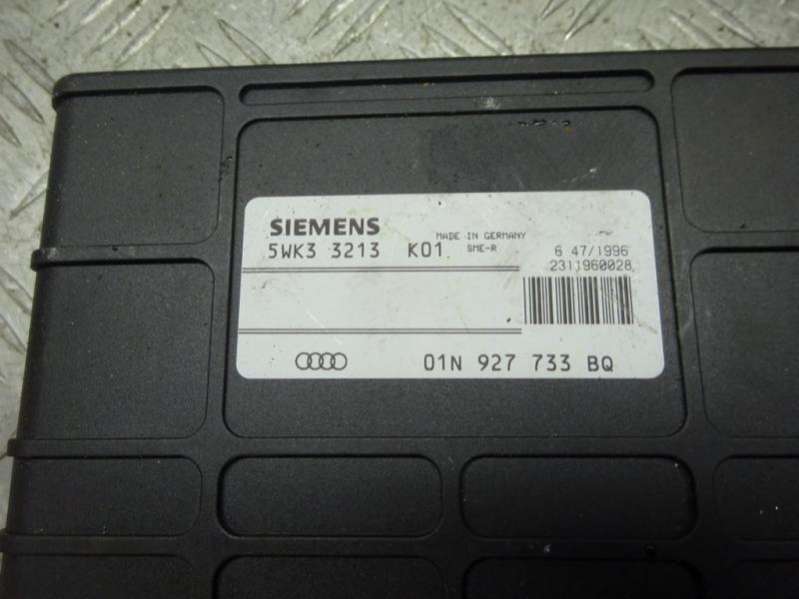 SIEMENS
MADE IN GERMANY
5WK3 3213 K01 SME-R 6 47/1996
2311960028
01N 927 733 BQ